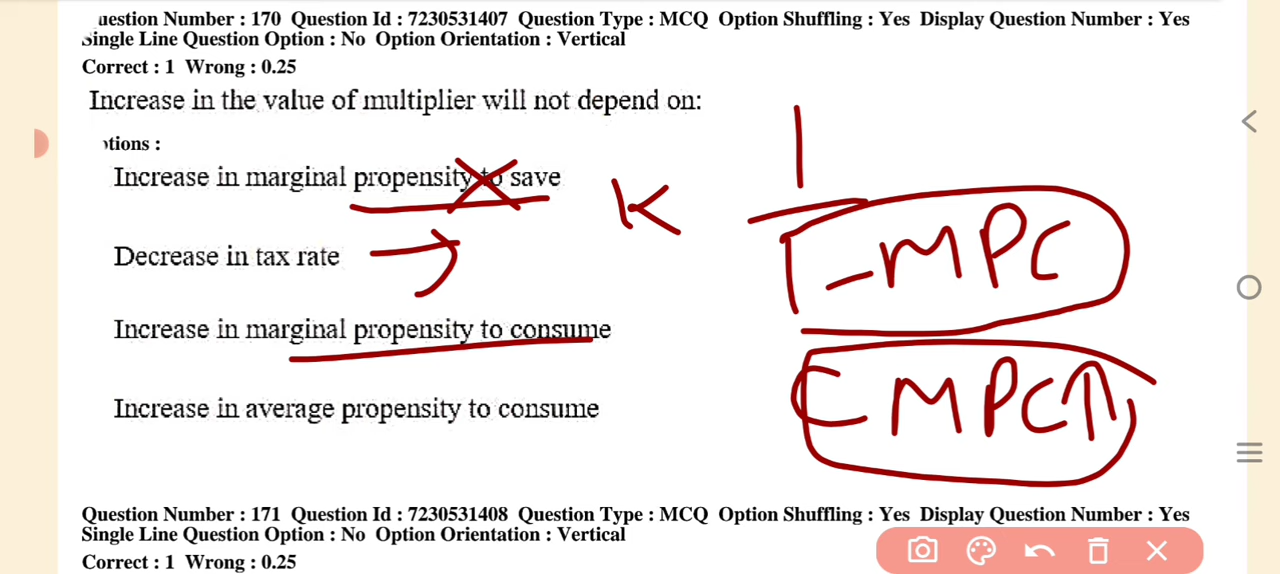 uestion Number : 170 Question Id : 7230531407 Question Type : MCQ Option Shuffling : Yes Display Question Number : Yes
Single Line Question Option : No Option Orientation : Vertical
Correct : 1 Wrong : 0.25
Increase in the value of multiplier will not depend on:
tions :
Increase in marginal propensity to save
K
1
1-MPC
Decrease in tax rate
Increase in marginal propensity to consume
MPC↑
Increase in average propensity to consume
Question Number : 171 Question Id : 7230531408 Question Type : MCQ Option Shuffling : Yes Display Question Number : Yes
Single Line Question Option : No Option Orientation : Vertical
Correct : 1 Wrong : 0.25